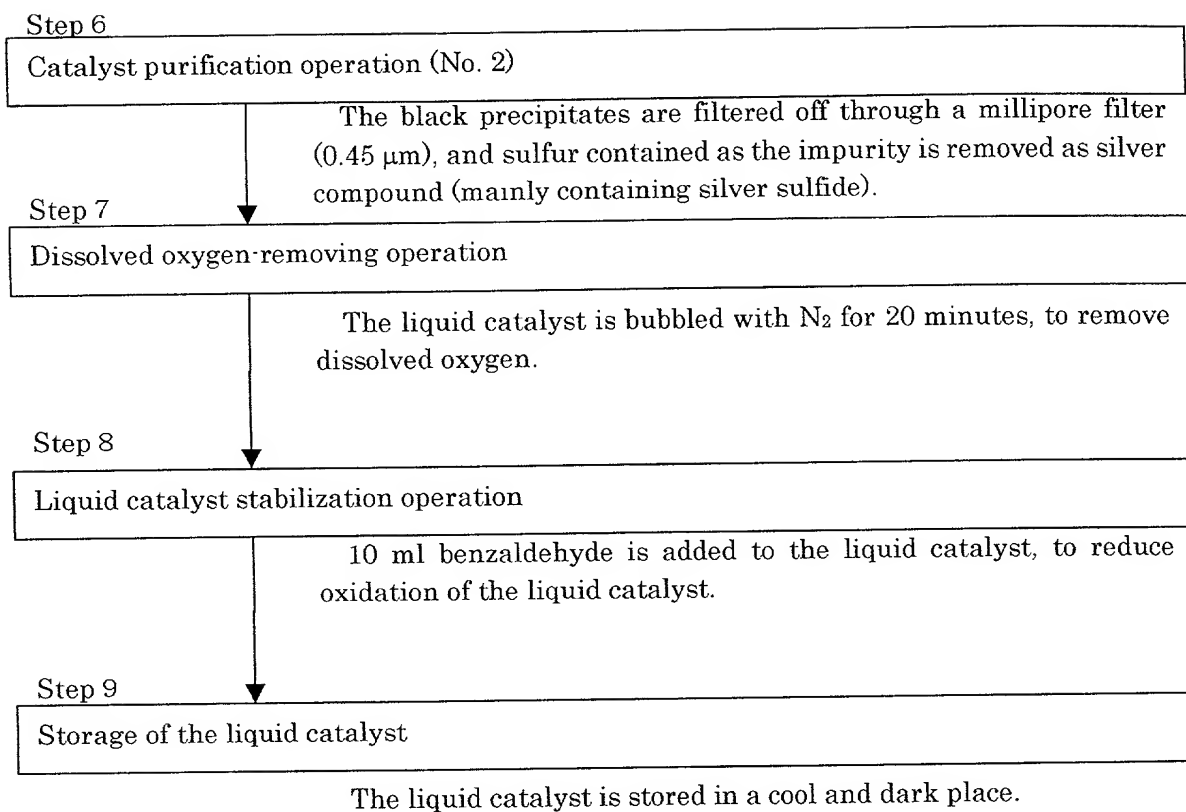 Step 6
Catalyst purification operation (No. 2)
The black precipitates are filtered off through a millipore filter
(0.45 μm), and sulfur contained as the impurity is removed as silver
compound (mainly containing silver sulfide).
Step 7
Dissolved oxygen-removing operation
The liquid catalyst is bubbled with N₂ for 20 minutes, to remove
dissolved oxygen.
Step 8
Liquid catalyst stabilization operation
10 ml benzaldehyde is added to the liquid catalyst, to reduce
oxidation of the liquid catalyst.
Step 9
Storage of the liquid catalyst
The liquid catalyst is stored in a cool and dark place.